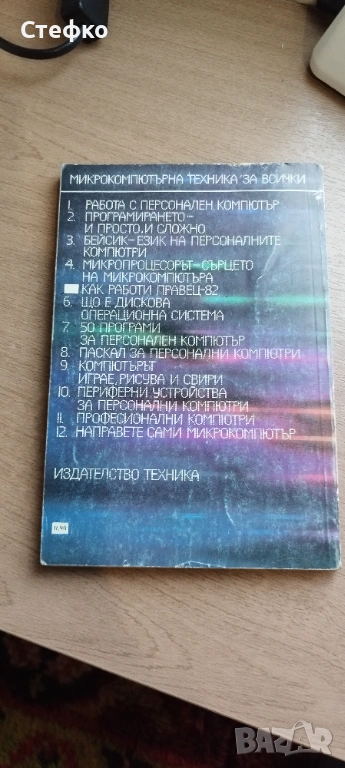 Стефко
МИКРОКОМПЮТЪРНА ТЕХНИКА ЗА ВСИЧКИ
1. РАБОТА С ПЕРСОНАЛЕН КОМПЮТЪР
2. ПРОГРАМИРАНЕТО-
И ПРОСТО, И СЛОЖНО
3. БЕЙСИК-ЕЗИК НА ПЕРСОНАЛНИТЕ
КОМПЮТРИ
4. МИКРОПРОЦЕСОРЪТ-СЪРЦЕТО
НА МИКРОКОМПЮТЪРА
КАК РАБОТИ ПРАВЕЦ-82
6. ЩО Е ДИСКОВА
ОПЕРАЦИОННА СИСТЕМА
7. 50 ПРОГРАМИ
ЗА ПЕРСОНАЛЕН КОМПЮТЪР
8. ПАСКАЛ ЗА ПЕРСОНАЛНИ КОМПЮТРИ
9. КОМПЮТЪРЪТ
ИГРАЕ, РИСУВА И СВИРИ
10. ПЕРИФЕРНИ УСТРОЙСТВА
ЗА ПЕРСОНАЛНИ КОМПЮТРИ
11. ПРОФЕСИОНАЛНИ КОМПЮТРИ
12. НАПРАВЕТЕ САМИ МИКРОКОМПЮТЪР
ИЗДАТЕЛСТВО ТЕХНИКА
BAZAR